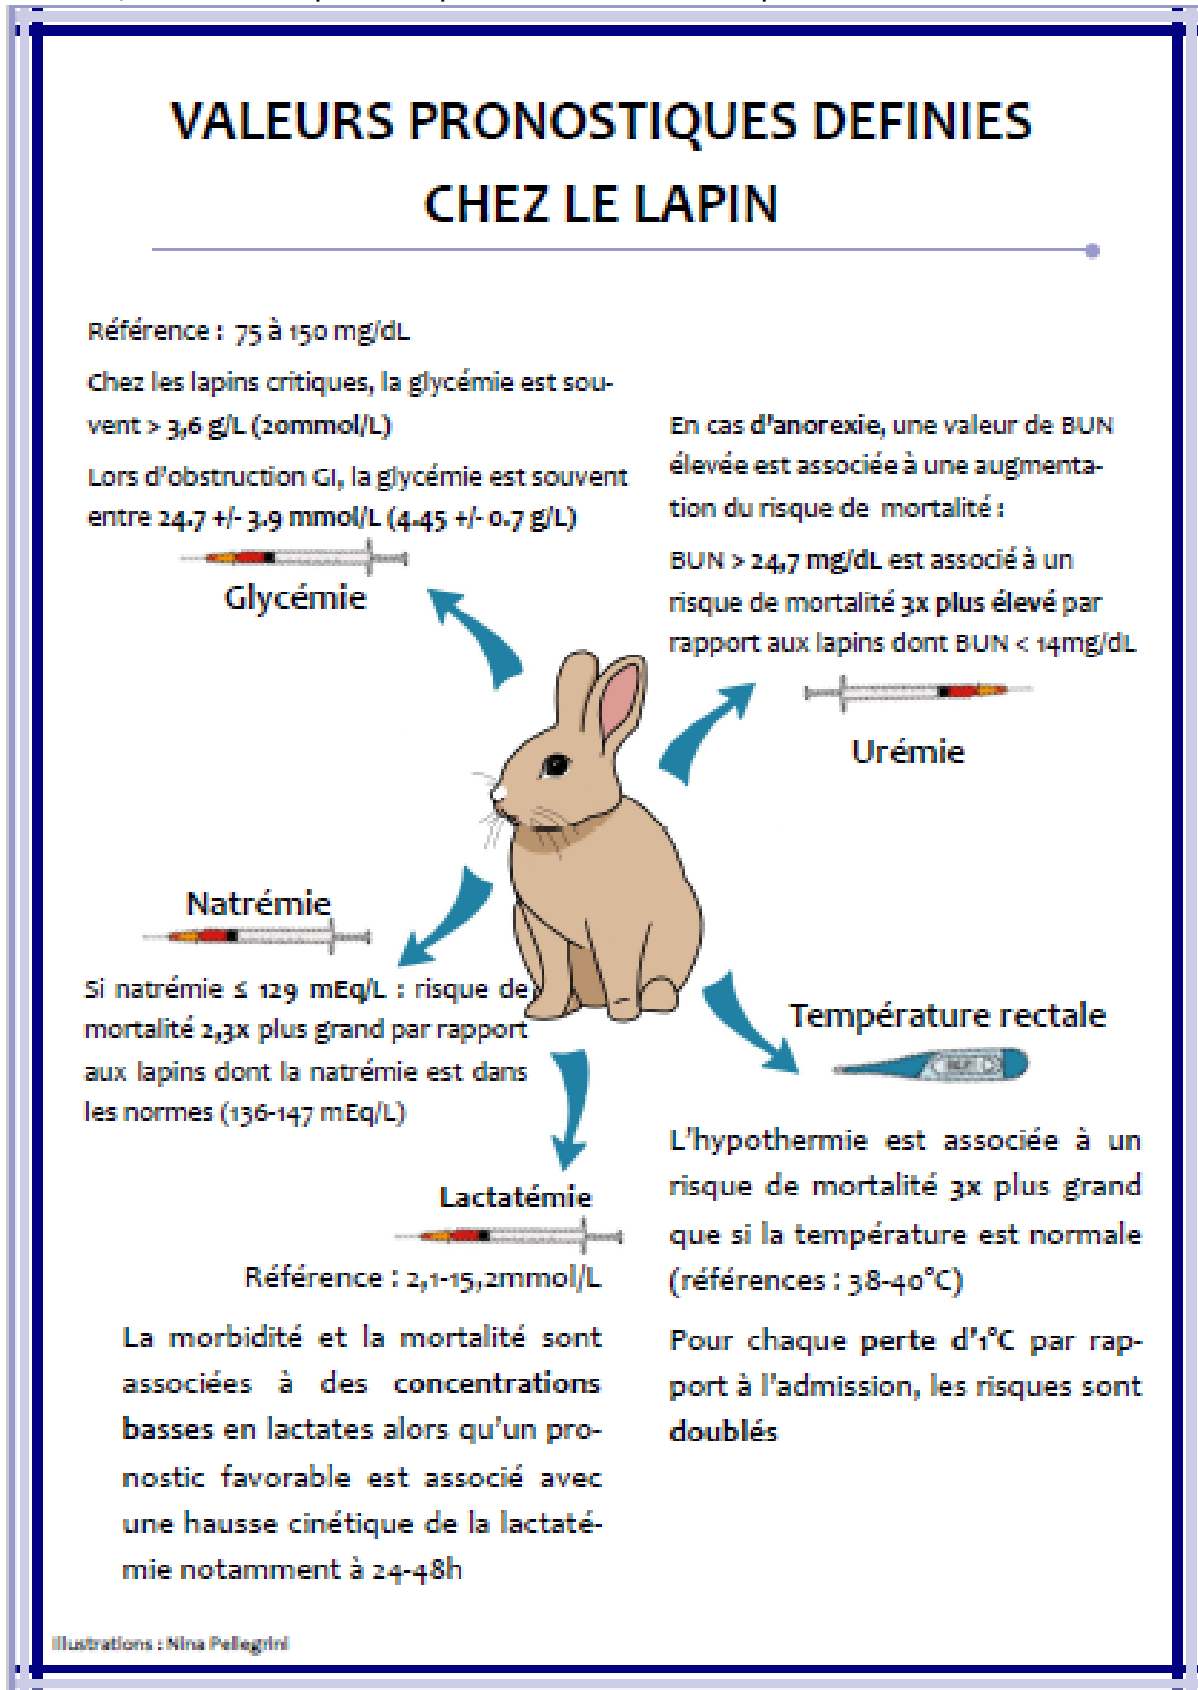 VALEURS PRONOSTIQUES DEFINIES
CHEZ LE LAPIN
Référence : 75 à 150 mg/dL
Chez les lapins critiques, la glycémie est sou-
vent > 3,6 g/L (20mmol/L)
Lors d'obstruction GI, la glycémie est souvent
entre 24.7 +/- 3.9 mmol/L (4.45 +/- 0.7 g/L)
Glycémie
En cas d'anorexie, une valeur de BUN
élevée est associée à une augmenta-
tion du risque de mortalité :
BUN > 24,7 mg/dL est associé à un
risque de mortalité 3x plus élevé par
rapport aux lapins dont BUN < 14mg/dL
Urémie
Natrémie
Si natrémie ≤ 129 mEq/L : risque de
mortalité 2,3x plus grand par rapport
aux lapins dont la natrémie est dans
les normes (136-147 mEq/L)
Température rectale
L'hypothermie est associée à un
risque de mortalité 3x plus grand
que si la température est normale
(références : 38-40°C)
Pour chaque perte d'1°C par rap-
port à l'admission, les risques sont
doublés
Lactatémie
Référence : 2,1-15,2mmol/L
La morbidité et la mortalité sont
associées à des concentrations
basses en lactates alors qu'un pro-
nostic favorable est associé avec
une hausse cinétique de la lactaté-
mie notamment à 24-48h
Illustrations : Nina Pellegrini